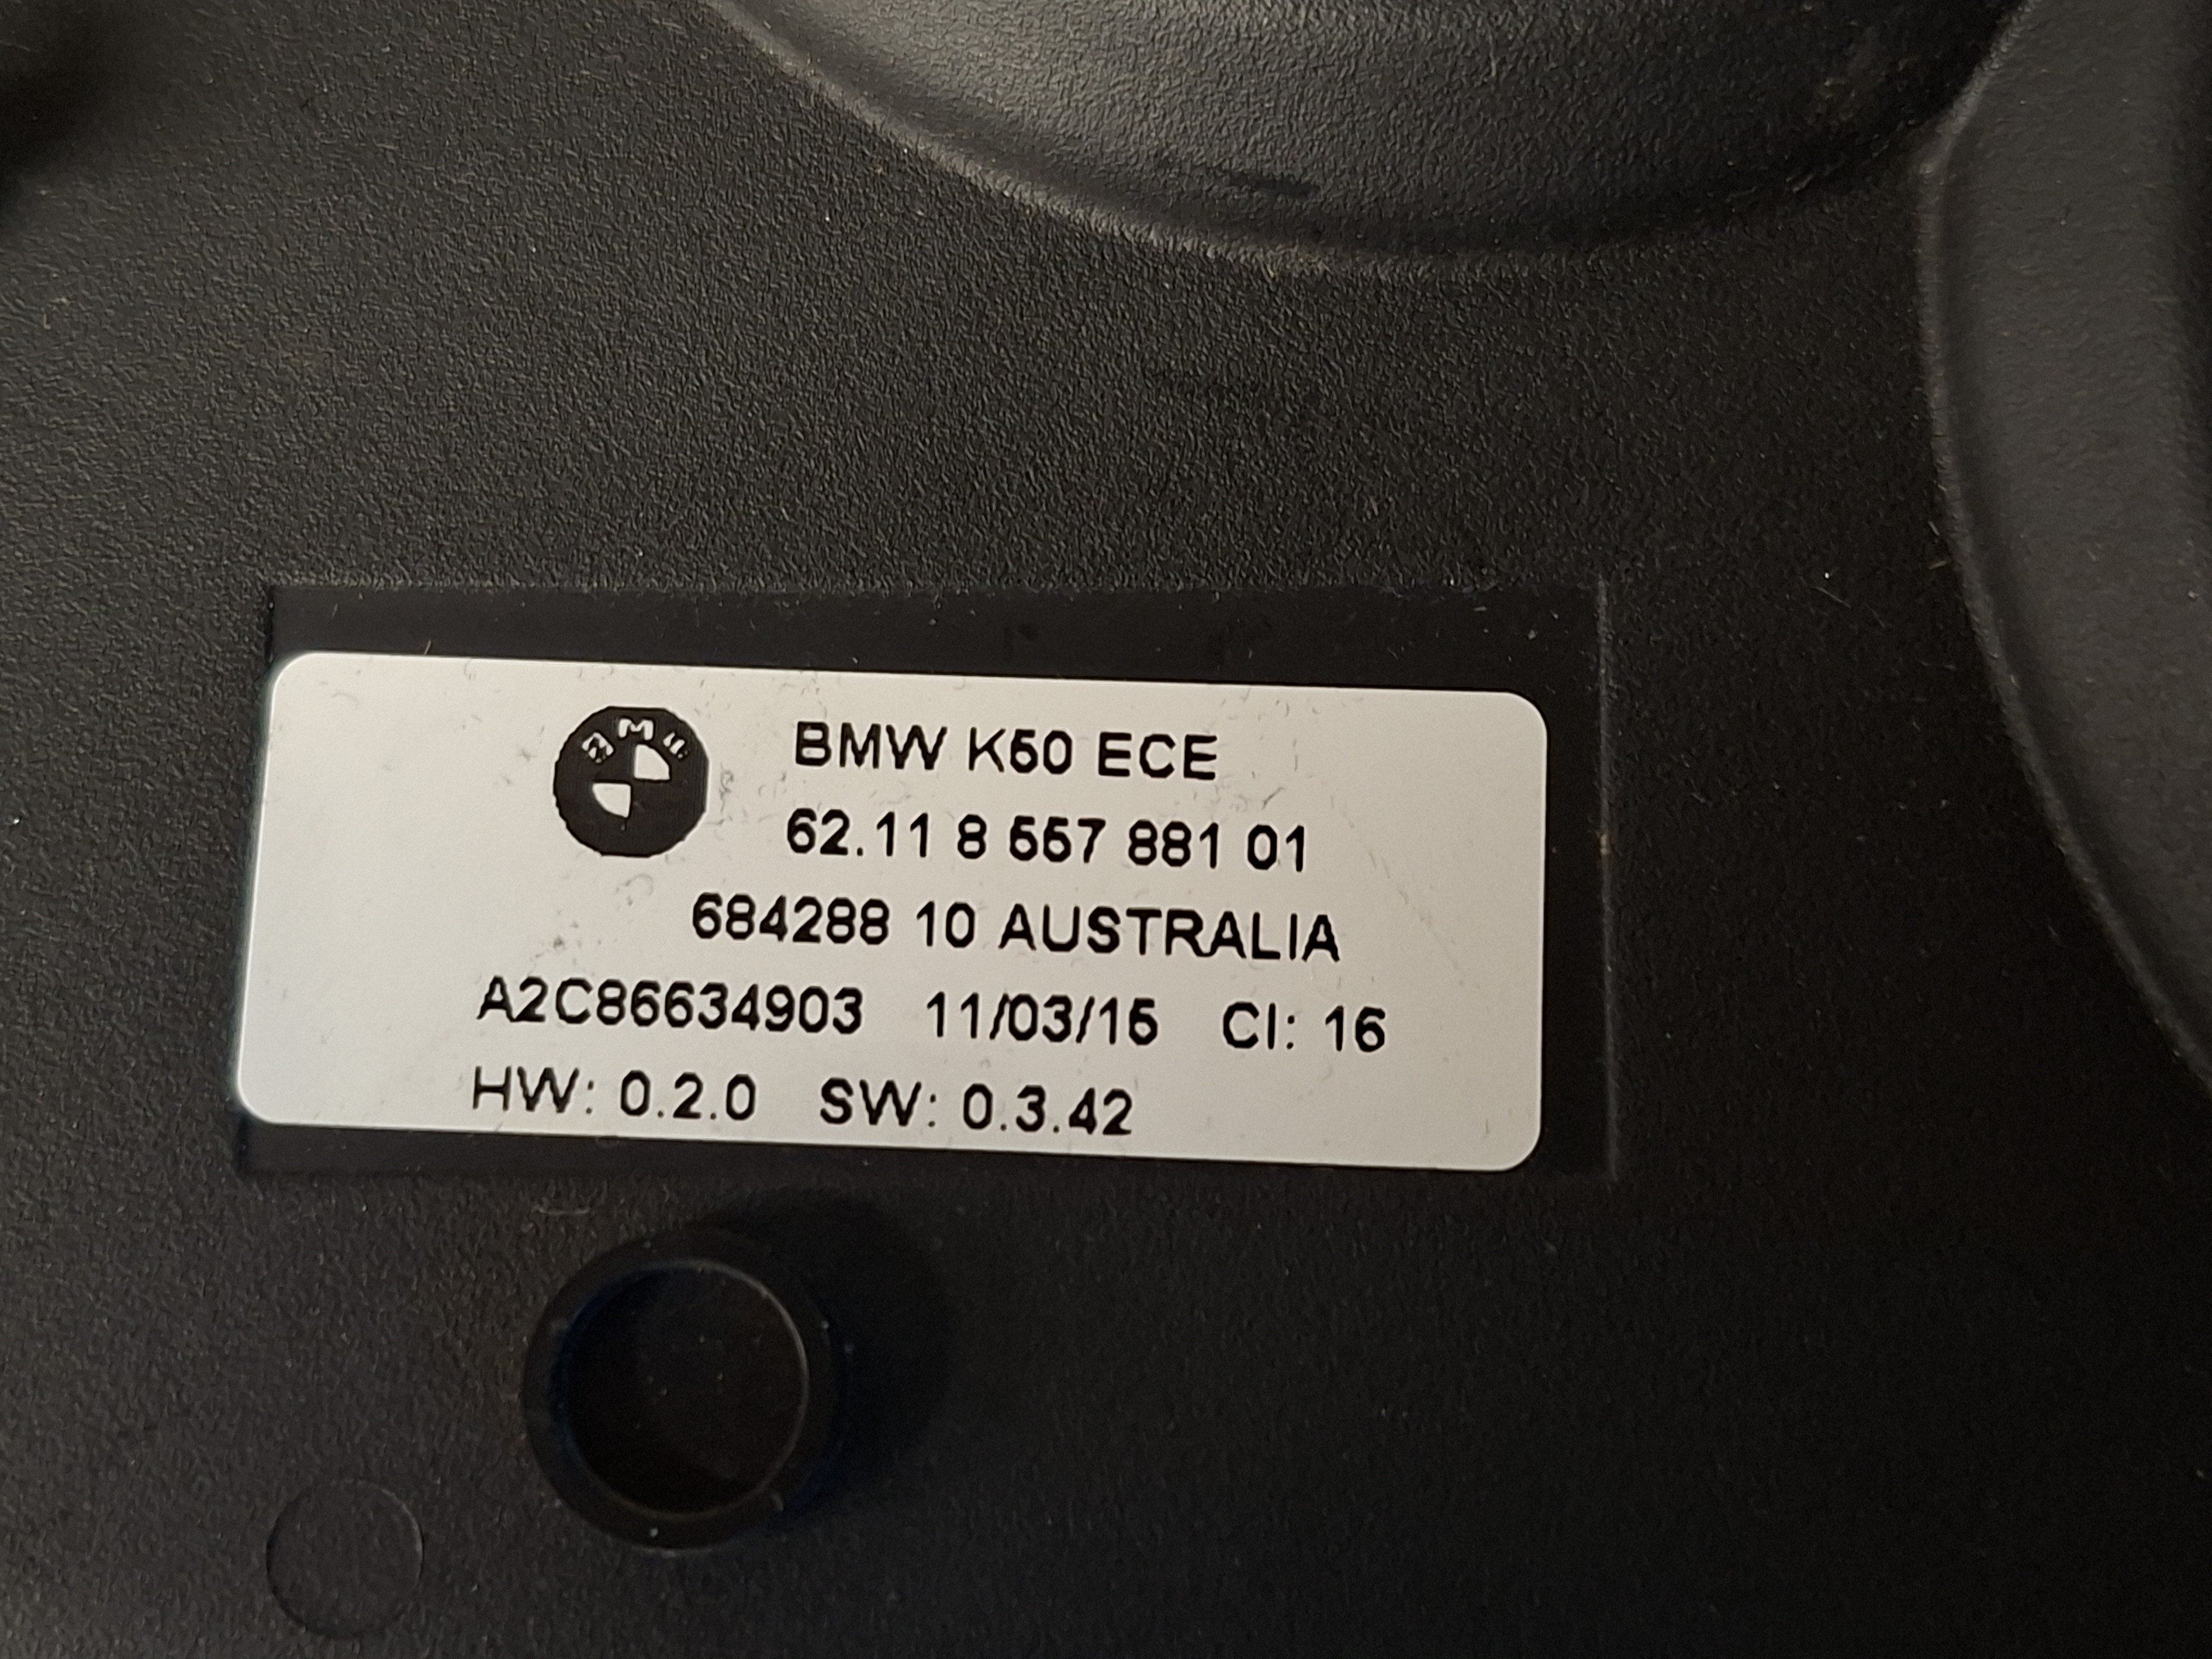 BMW
BMW K50 ECE
62.11 8 557 881 01
684288 10 AUSTRALIA
A2C86634903 11/03/15 CI: 16
HW: 0.2.0 SW: 0.3.42